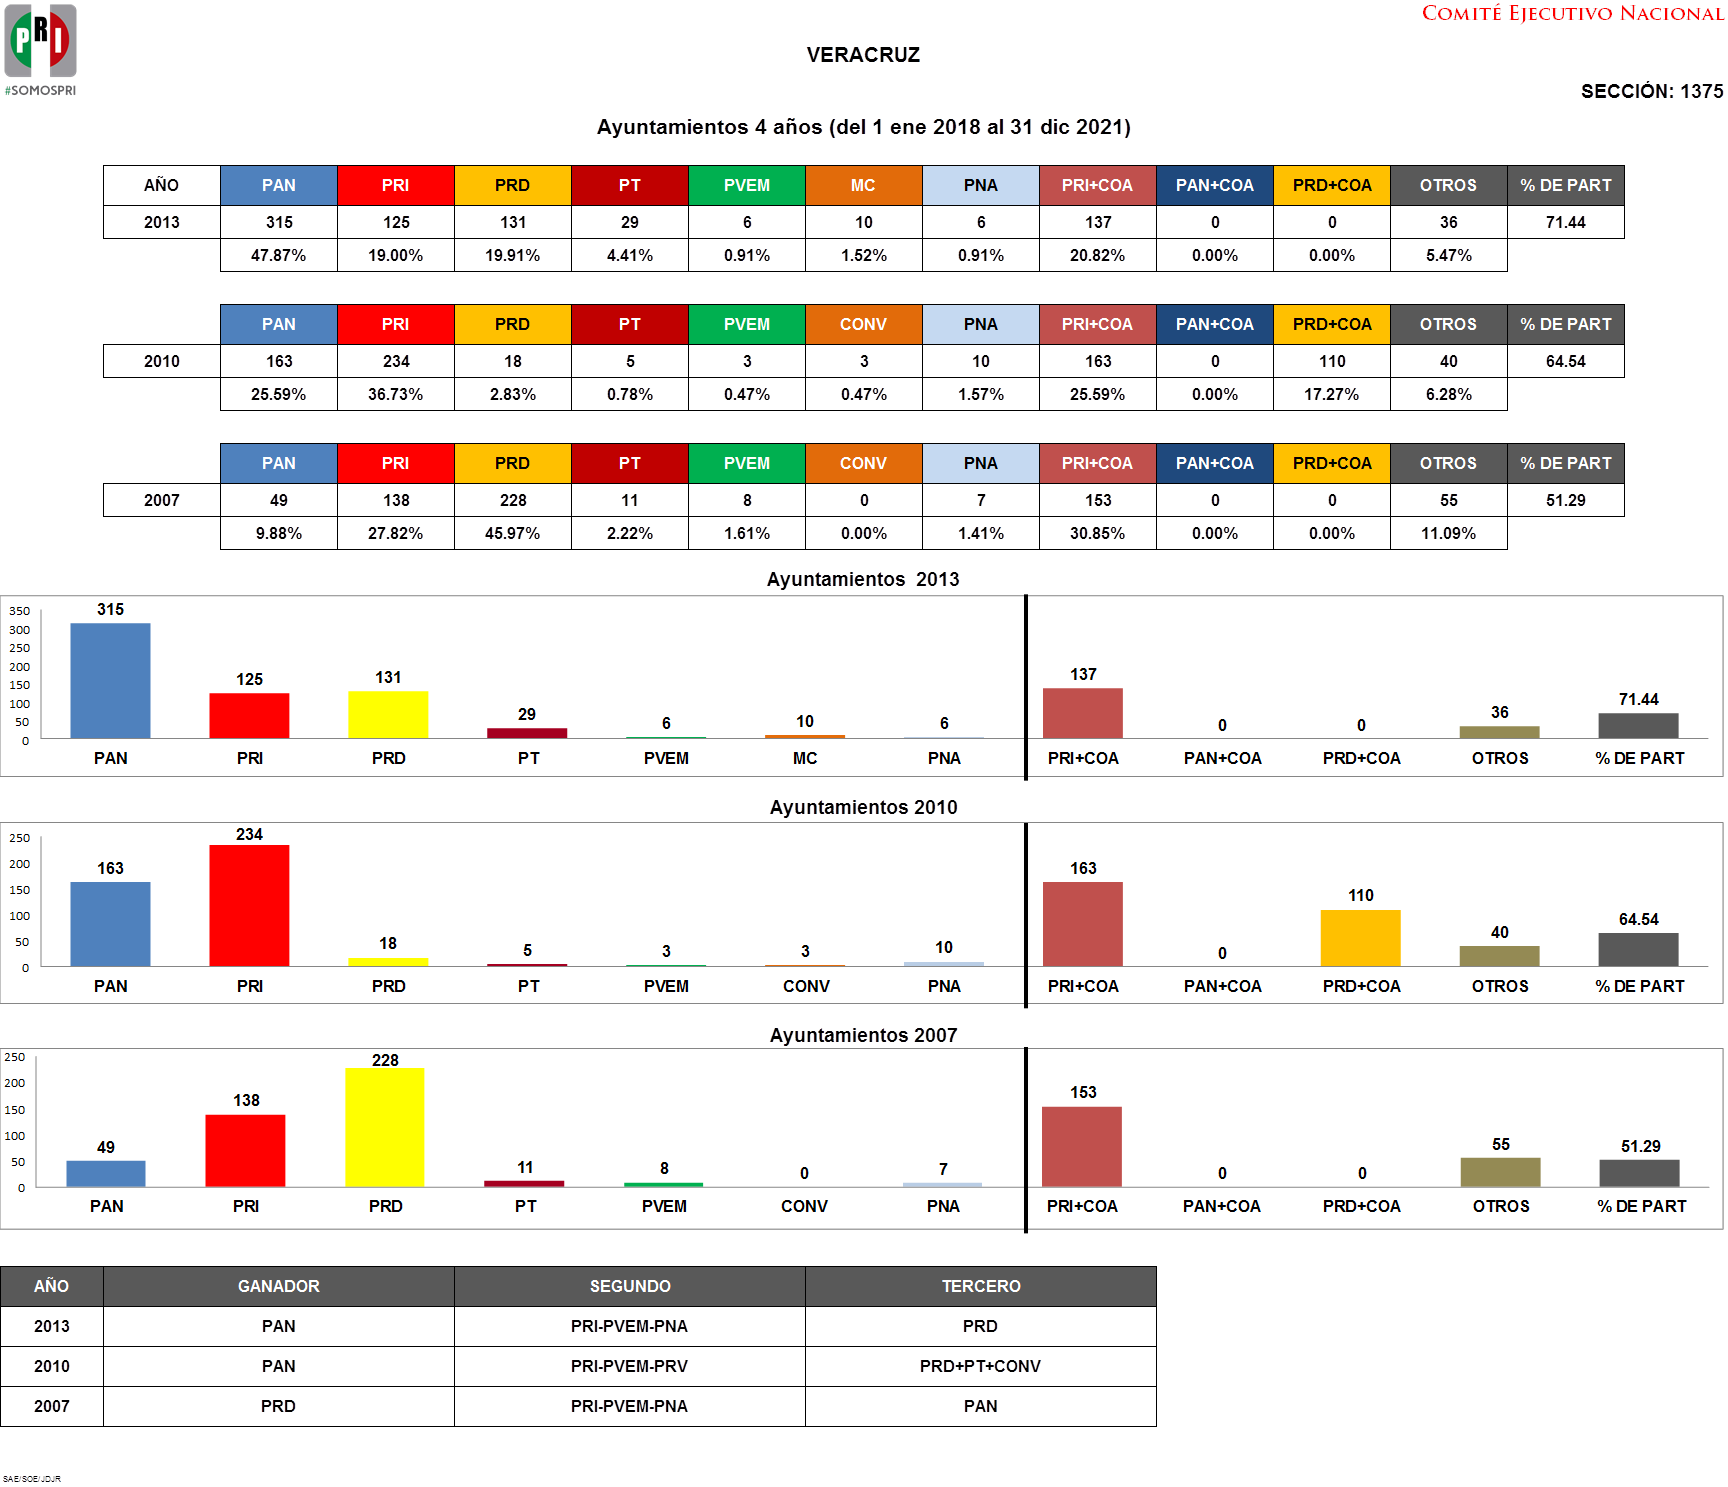 PRI
#SOMOSPRI
COMITÉ EJECUTIVO NACIONAL
VERACRUZ
SECCIÓN: 1375
Ayuntamientos 4 años (del 1 ene 2018 al 31 dic 2021)
AÑO PAN PRI PRD PT PVEM MC PNA PRI+COA PAN+COA PRD+COA OTROS % DE PART
2013 315 125 131 29 6 10 6 137 0 0 36 71.44
47.87% 19.00% 19.91% 4.41% 0.91% 1.52% 0.91% 20.82% 0.00% 0.00% 5.47%
PAN PRI PRD PT PVEM CONV PNA PRI+COA PAN+COA PRD+COA OTROS % DE PART
2010 163 234 18 5 3 3 10 163 0 110 40 64.54
25.59% 36.73% 2.83% 0.78% 0.47% 0.47% 1.57% 25.59% 0.00% 17.27% 6.28%
PAN PRI PRD PT PVEM CONV PNA PRI+COA PAN+COA PRD+COA OTROS % DE PART
2007 49 138 228 11 8 0 7 153 0 0 55 51.29
9.88% 27.82% 45.97% 2.22% 1.61% 0.00% 1.41% 30.85% 0.00% 0.00% 11.09%
Ayuntamientos 2013
350
300
250
200
150
100
50
0
315 125 131 29 6 10 6 137 0 0 36 71.44
PAN PRI PRD PT PVEM MC PNA PRI+COA PAN+COA PRD+COA OTROS % DE PART
Ayuntamientos 2010
250
200
150
100
50
0
163 234 18 5 3 3 10 163 0 110 40 64.54
PAN PRI PRD PT PVEM CONV PNA PRI+COA PAN+COA PRD+COA OTROS % DE PART
Ayuntamientos 2007
250
200
150
100
50
0
49 138 228 11 8 0 7 153 0 0 55 51.29
PAN PRI PRD PT PVEM CONV PNA PRI+COA PAN+COA PRD+COA OTROS % DE PART
AÑO GANADOR SEGUNDO TERCERO
2013 PAN PRI-PVEM-PNA PRD
2010 PAN PRI-PVEM-PRV PRD+PT+CONV
2007 PRD PRI-PVEM-PNA PAN
SAE/SOE/JDJR